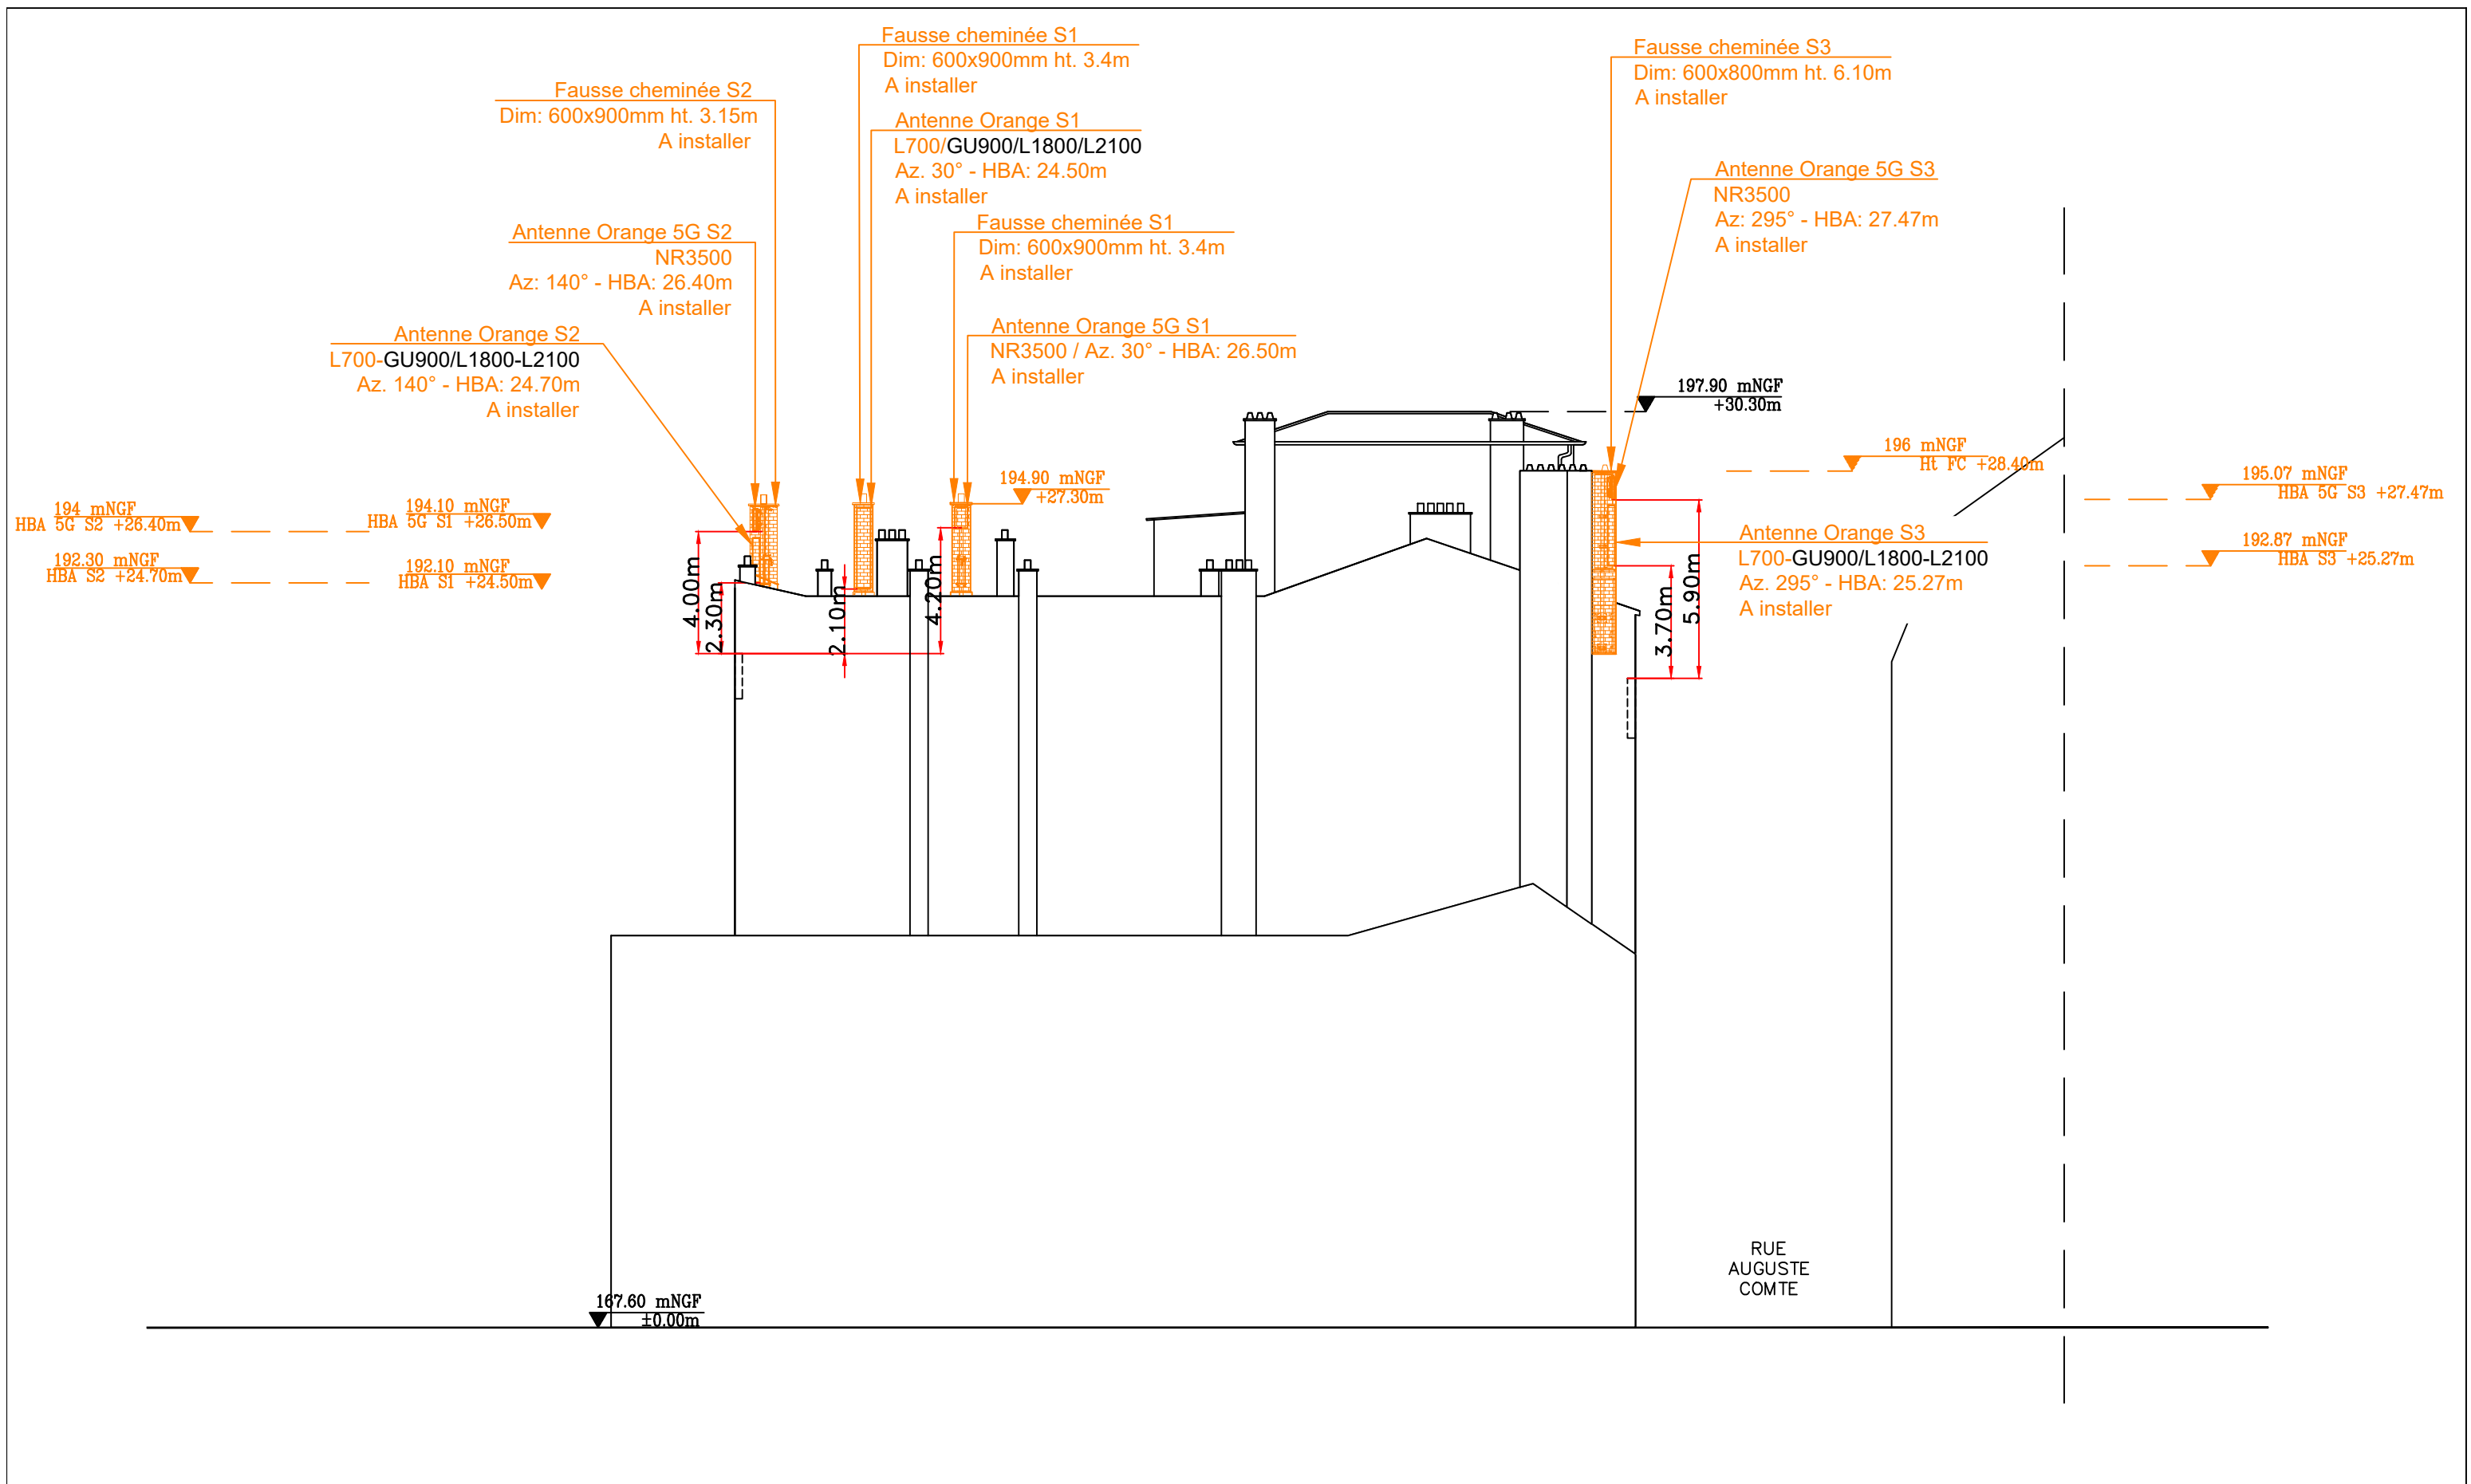 Fausse cheminée S1
Dim: 600x900mm ht. 3.4m
A installer
Fausse cheminée S3
Dim: 600x800mm ht. 6.10m
A installer
Fausse cheminée S2
Dim: 600x900mm ht. 3.15m
A installer
Antenne Orange S1
L700/GU900/L1800/L2100
Az. 30° - HBA: 24.50m
A installer
Antenne Orange 5G S3
NR3500
Az: 295° - HBA: 27.47m
A installer
Fausse cheminée S1
Dim: 600x900mm ht. 3.4m
A installer
Antenne Orange 5G S2
NR3500
Az: 140° - HBA: 26.40m
A installer
Antenne Orange S2
L700-GU900/L1800-L2100
Az. 140° - HBA: 24.70m
A installer
Antenne Orange 5G S1
NR3500 / Az. 30° - HBA: 26.50m
A installer
197.90 mNGF
+30.30m
196 mNGF
Ht FC +28.40m
195.07 mNGF
HBA 5G S3 +27.47m
194.90 mNGF
+27.30m
194 mNGF
HBA 5G S2 +26.40m
194.10 mNGF
HBA 5G S1 +26.50m
Antenne Orange S3
L700-GU900/L1800-L2100
Az. 295° - HBA: 25.27m
A installer
192.87 mNGF
HBA S3 +25.27m
192.30 mNGF
HBA S2 +24.70m
192.10 mNGF
HBA S1 +24.50m
4.00m
2.30m
2.10m
4.20m
3.70m
5.90m
RUE
AUGUSTE
COMTE
167.60 mNGF
±0.00m